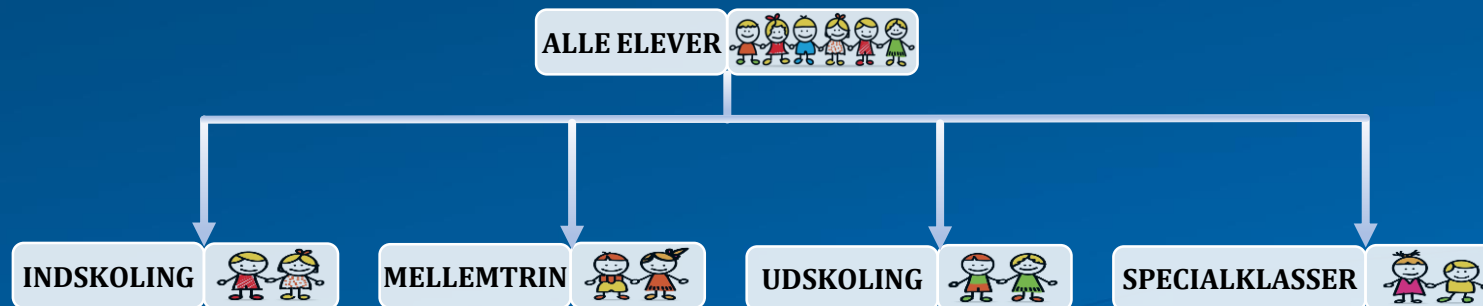 ALLE ELEVER
INDSKOLING
MELLEMTRIN
UDSKOLING
SPECIALKLASSER